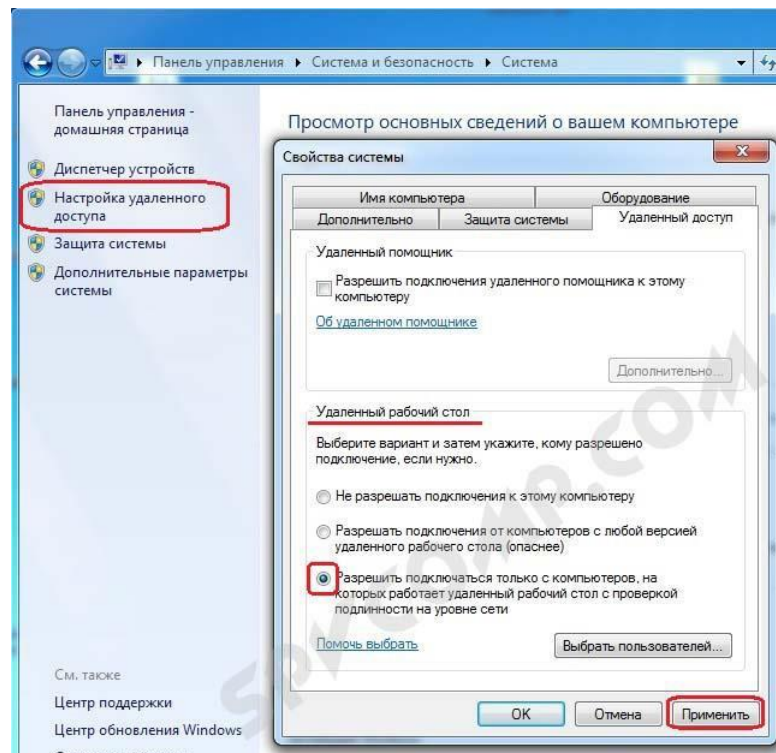 Панель управления ▸ Система и безопасность ▸ Система
Панель управления -
домашняя страница
Диспетчер устройств
Настройка удаленного
доступа
Защита системы
Дополнительные параметры
системы
См. также
Центр поддержки
Центр обновления Windows
Просмотр основных сведений о вашем компьютере
Свойства системы
Имя компьютера
Оборудование
Дополнительно
Защита системы
Удаленный доступ
Удаленный помощник
Разрешить подключения удаленного помощника к этому
компьютеру
Об удаленном помощнике
Дополнительно...
Удаленный рабочий стол
Выберите вариант и затем укажите, кому разрешено
подключение, если нужно.
Не разрешать подключения к этому компьютеру
Разрешать подключения от компьютеров с любой версией
удаленного рабочего стола (опаснее)
Разрешить подключаться только с компьютеров, на
которых работает удаленный рабочий стол с проверкой
подлинности на уровне сети
Помочь выбрать
Выбрать пользователей...
OK
Отмена
Применить
SPVCOMP.COM